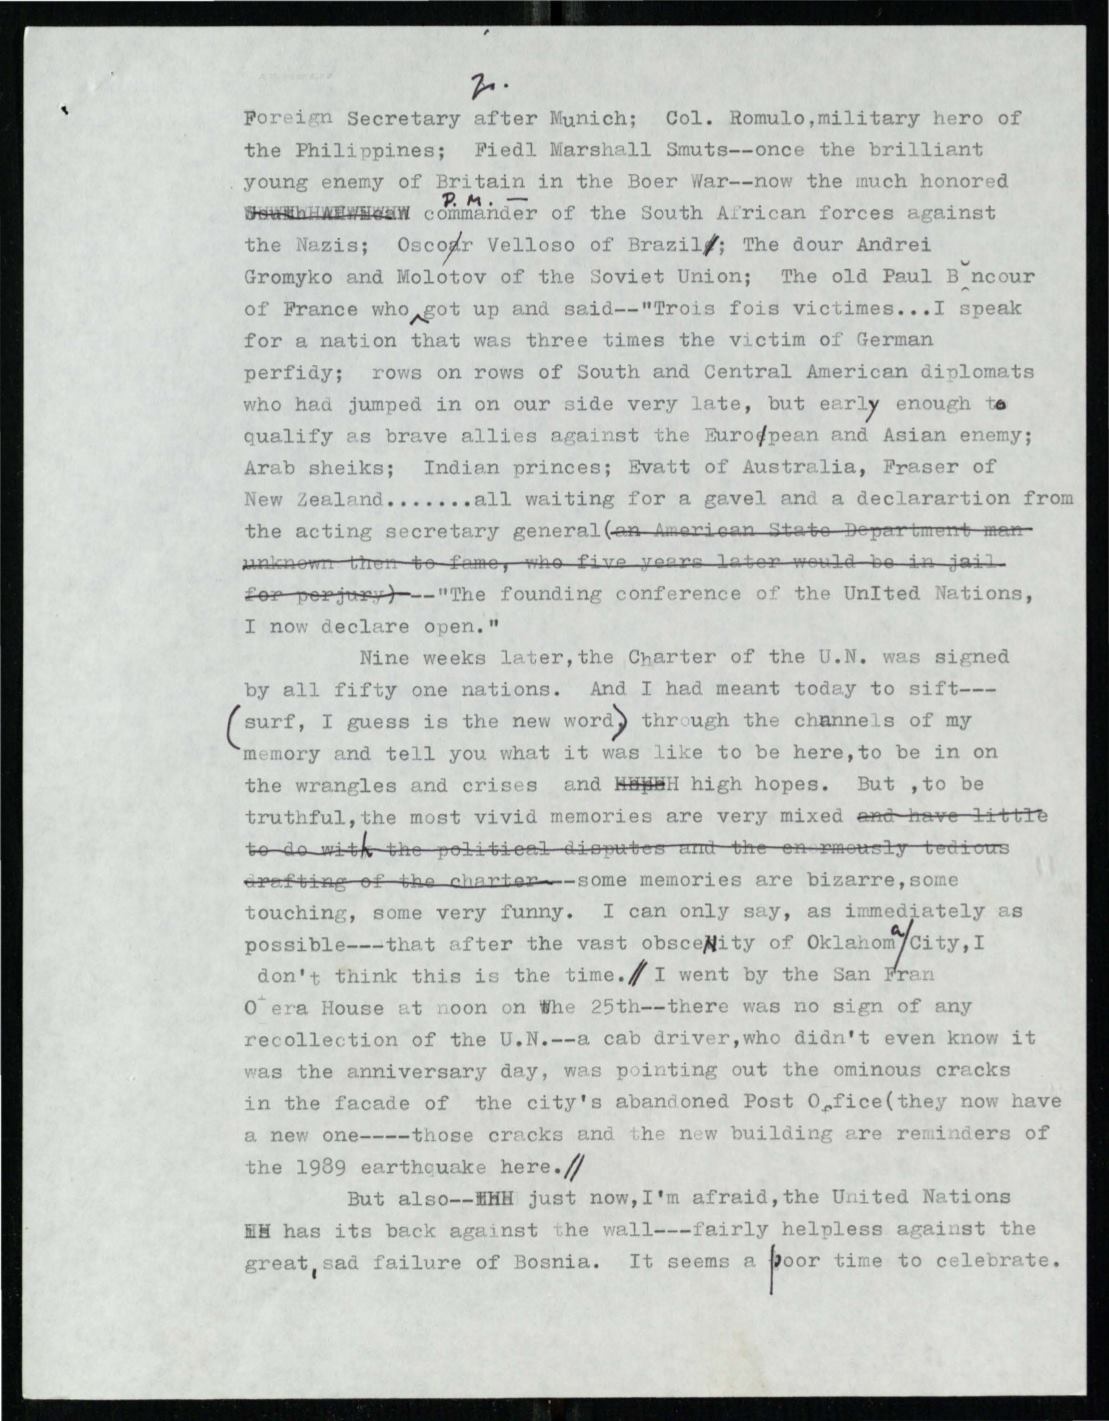 2.
Foreign Secretary after Munich;  Col. Romulo,military hero of
the Philippines;  Fiedl Marshall Smuts--once the brilliant
young enemy of Britain in the Boer War--now the much honored
P.M. —
commander of the South African forces against
the Nazis;  Oscar Velloso of Brazil; The dour Andrei
Gromyko and Molotov of the Soviet Union;  The old Paul Boncour
of France who got up and said--"Trois fois victimes...I speak
for a nation that was three times the victim of German
perfidy;  rows on rows of South and Central American diplomats
who had jumped in on our side very late, but early enough to
qualify as brave allies against the European and Asian enemy;
Arab sheiks;  Indian princes; Evatt of Australia, Fraser of
New Zealand.......all waiting for a gavel and a declarartion from
the acting secretary general(an American State Department man
unknown then to fame, who five years later would be in jail
for perjury)--"The founding conference of the UnIted Nations,
I now declare open."
Nine weeks later,the Charter of the U.N. was signed
by all fifty one nations.  And I had meant today to sift---
(surf, I guess is the new word) through the channels of my
memory and tell you what it was like to be here,to be in on
the wrangles and crises  and high hopes.  But ,to be
truthful,the most vivid memories are very mixed and have little
to do with the political disputes and the en rmously tedious
drafting of the charter---some memories are bizarre,some
touching, some very funny.  I can only say, as immediately as
possible---that after the vast obsceNity of Oklahoma/City,I
don't think this is the time.// I went by the San Fran
O era House at noon on the 25th--there was no sign of any
recollection of the U.N.--a cab driver,who didn't even know it
was the anniversary day, was pointing out the ominous cracks
in the facade of  the city's abandoned Post Office(they now have
a new one----those cracks and the new building are reminders of
the 1989 earthquake here.//
But also-- just now,I'm afraid,the United Nations
has its back against the wall---fairly helpless against the
great,sad failure of Bosnia.  It seems a poor time to celebrate.